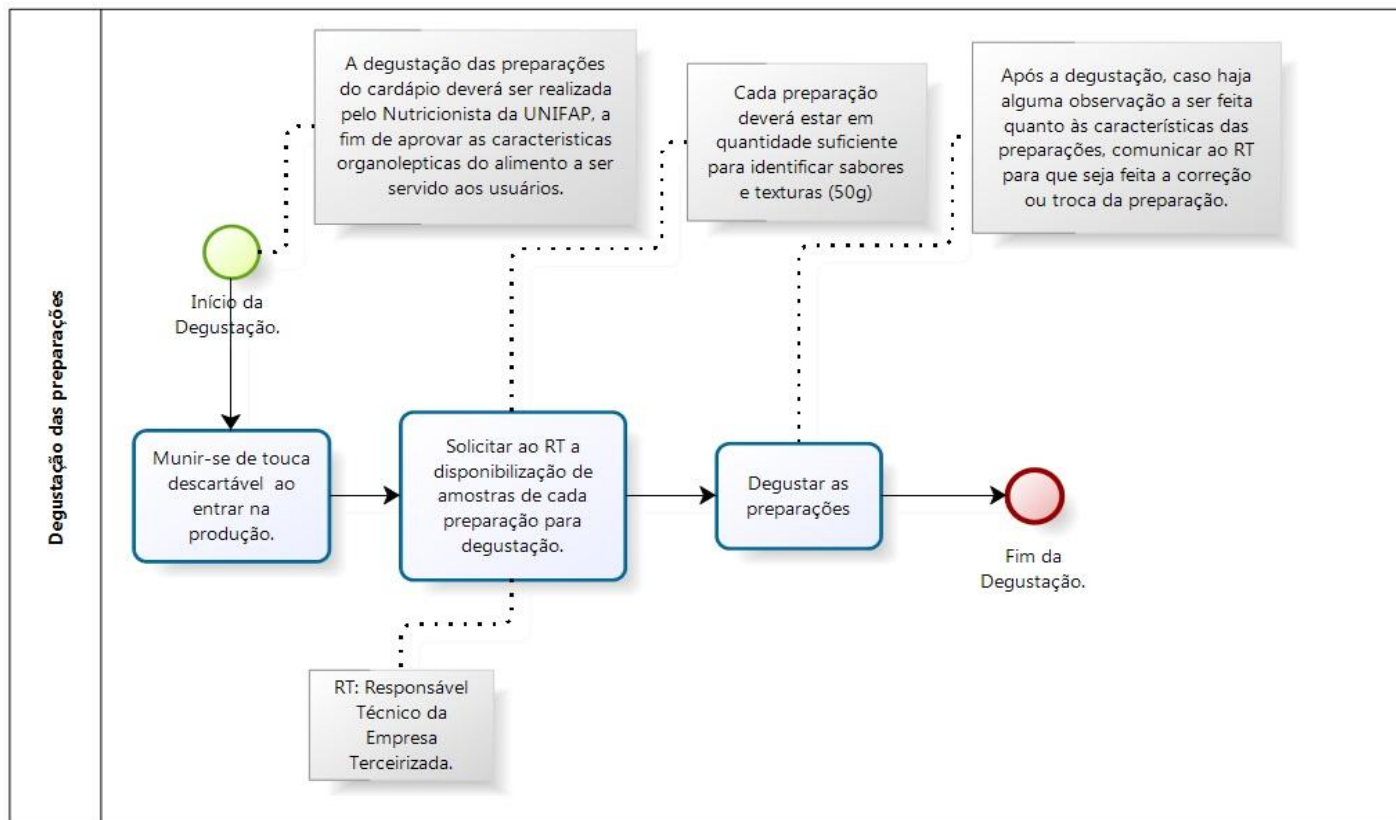 Degustação das preparações
A degustação das preparações
do cardápio deverá ser realizada
pelo Nutricionista da UNIFAP, a
fim de aprovar as caracteristicas
organolepticas do alimento a ser
servido aos usuários.
Cada preparação
deverá estar em
quantidade suficiente
para identificar sabores
e texturas (50g)
Após a degustação, caso haja
alguma observação a ser feita
quanto às características das
preparações, comunicar ao RT
para que seja feita a correção
ou troca da preparação.
Início da
Degustação.
Munir-se de touca
descartável ao
entrar na
produção.
Solicitar ao RT a
disponibilização de
amostras de cada
preparação para
degustação.
Degustar as
preparações
Fim da
Degustação.
RT: Responsável
Técnico da
Empresa
Terceirizada.